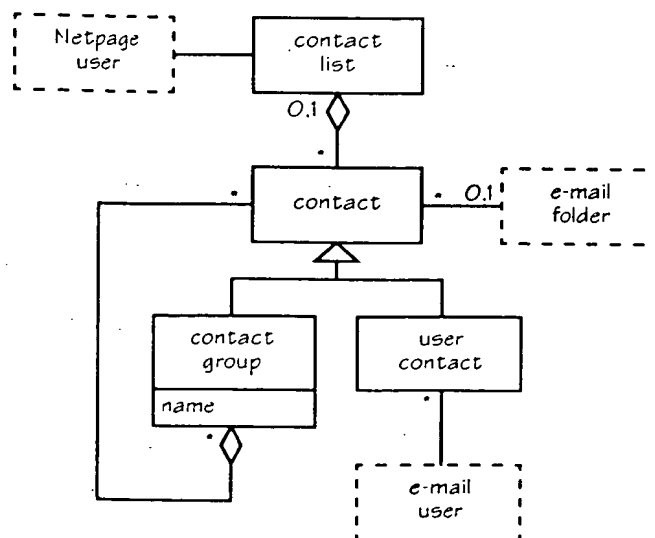 Netpage
user
contact
list
0.1
*
*
contact
*
0.1
e-mail
folder
contact
group
name
*
user
contact
*
e-mail
user